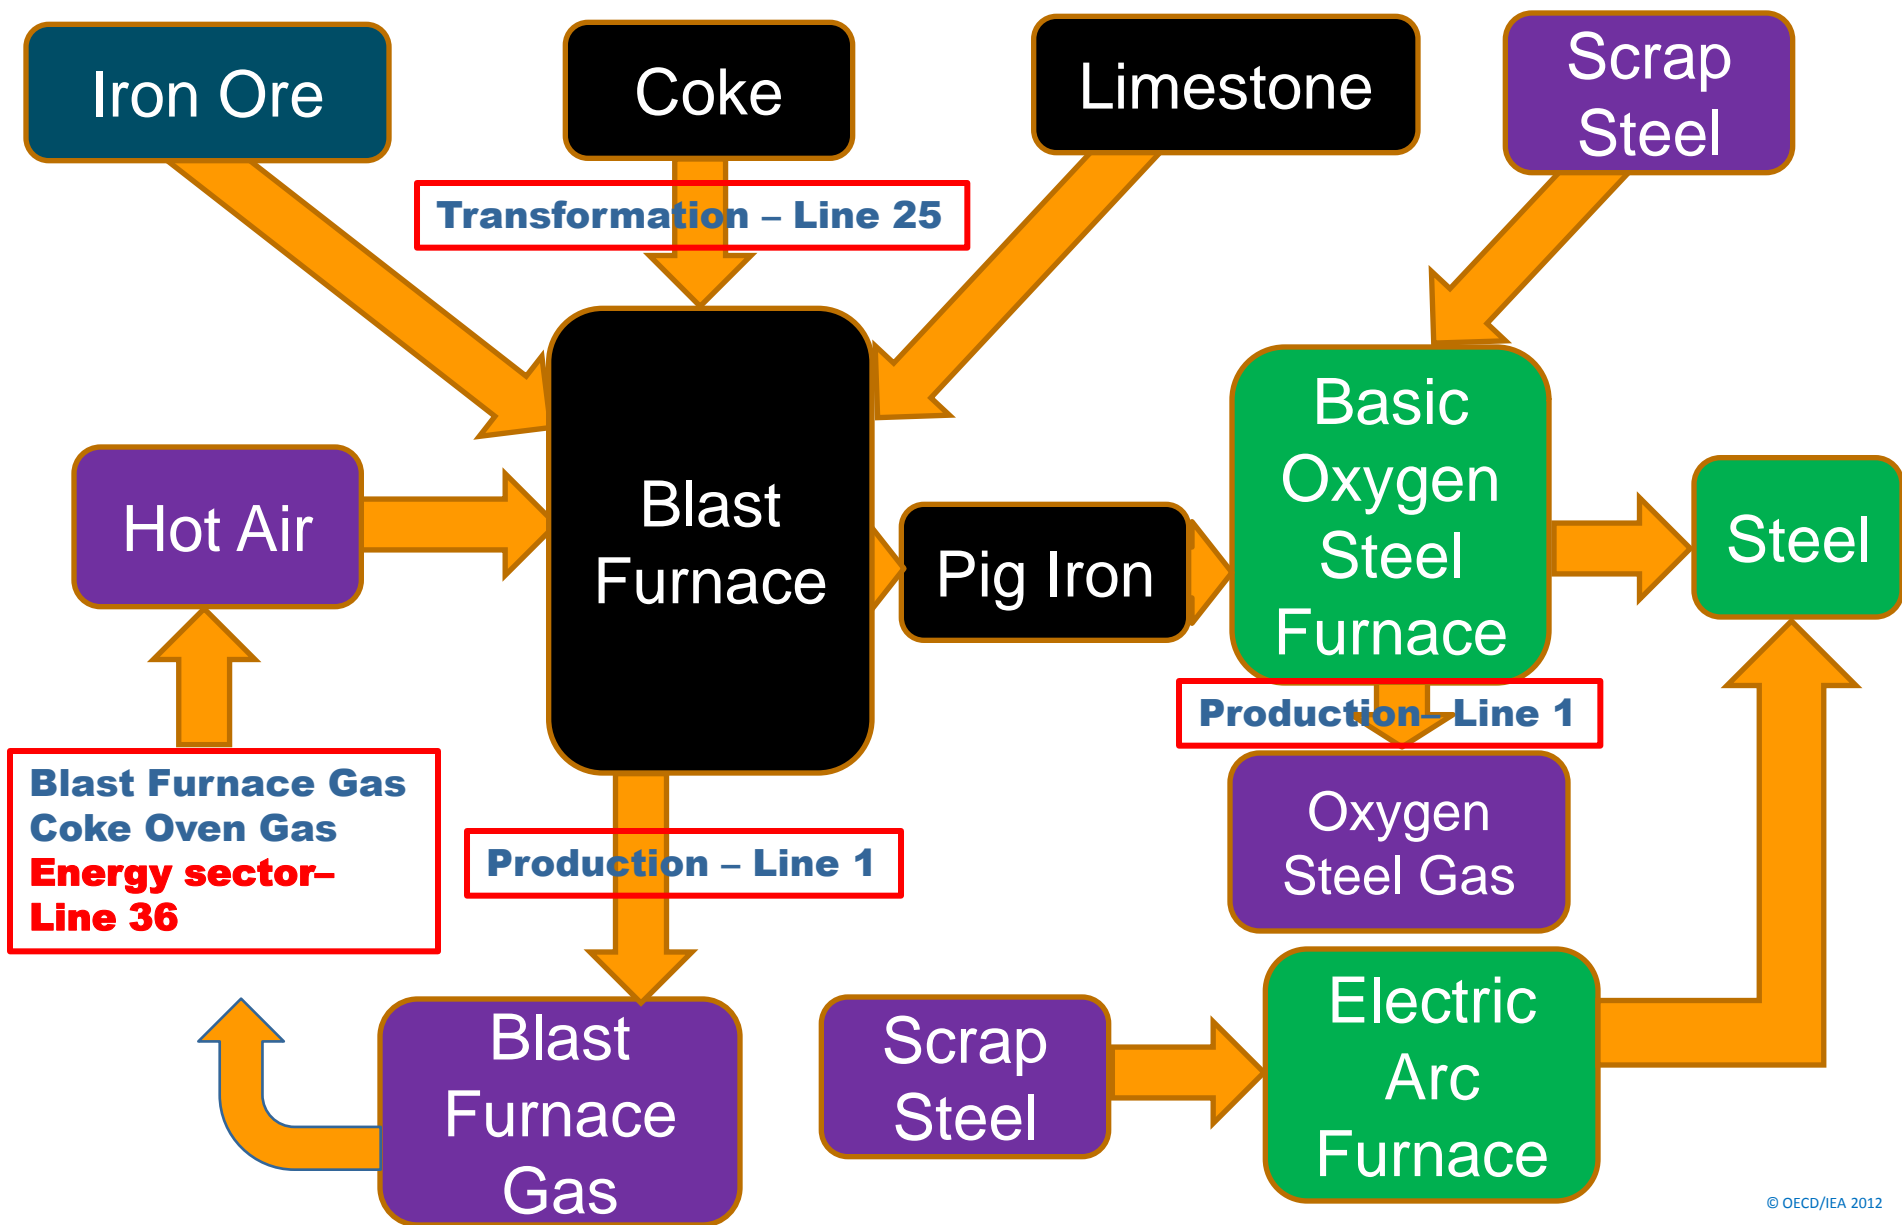 Iron Ore
Coke
Limestone
Scrap
Steel
Transformation – Line 25
Basic
Oxygen
Steel
Furnace
Blast
Furnace
Hot Air
Pig Iron
Steel
Production– Line 1
Blast Furnace Gas
Coke Oven Gas
Energy sector–
Line 36
Production – Line 1
Oxygen
Steel Gas
Blast
Furnace
Gas
Scrap
Steel
Electric
Arc
Furnace
© OECD/IEA 2012